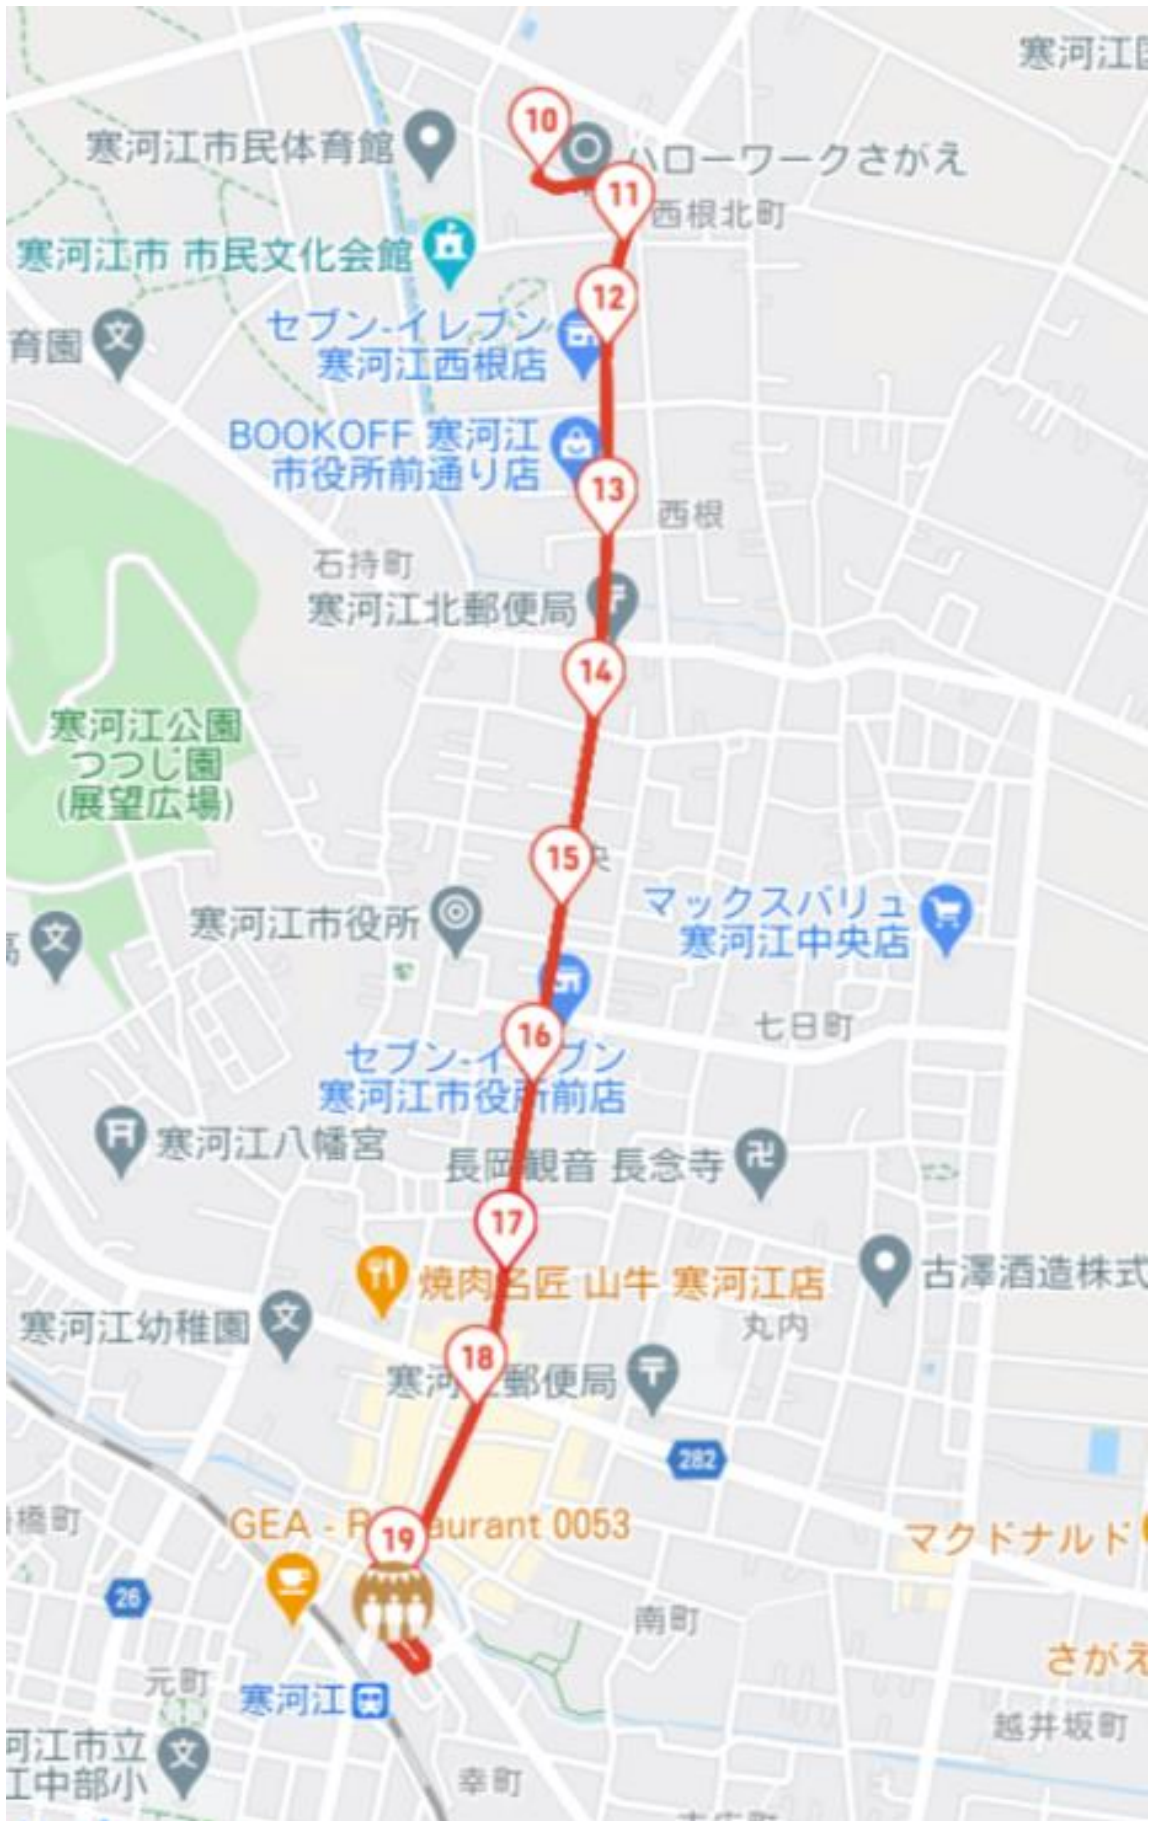 寒河江
10
寒河江市民体育館
ハローワークさがえ
11
西根北町
寒河江市 市民文化会館
12
セブン-イレブン
寒河江西根店
育園
文
BOOKOFF 寒河江
市役所前通り店
13
西根
石持町
寒河江北郵便局
14
寒河江公園
つつじ園
(展望広場)
15
央
マックスバリュ
寒河江中央店
寒河江市役所
高
文
七日町
16
セブン-イ ブン
寒河江市役所前店
寒河江八幡宮
長岡観音 長念寺
17
焼肉名匠 山牛 寒河江店
古澤酒造株式
寒河江幼稚園
文
丸内
18
寒河江郵便局
282
橋町
GEA - R aurant 0053
19
マクドナルド
26
南町
さがえ
元町
寒河江
越井坂町
河江市立
江中部小
文
幸町